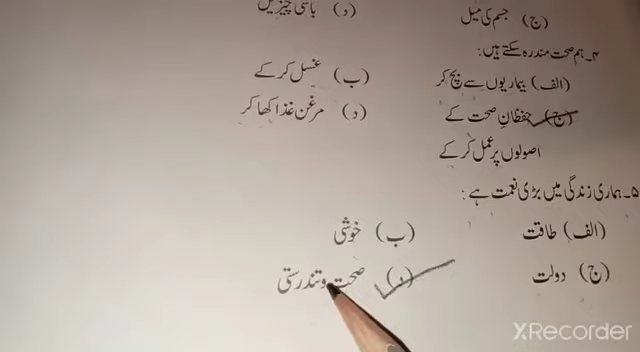 (ج) جسم کی میل (د) باسی چیزیں
۴۔ ہم صحت مند رہ سکتے ہیں:
(الف) بیماریوں سے بچ کر (ب) غسل کر کے
(ج) حفظانِ صحت کے (د) مرغن غذا کھا کر
اصولوں پر عمل کر کے
۵۔ ہماری زندگی میں بڑی نعمت ہے:
(الف) طاقت (ب) خوشی
(ج) دولت (د) صحت و تندرستی
XRecorder